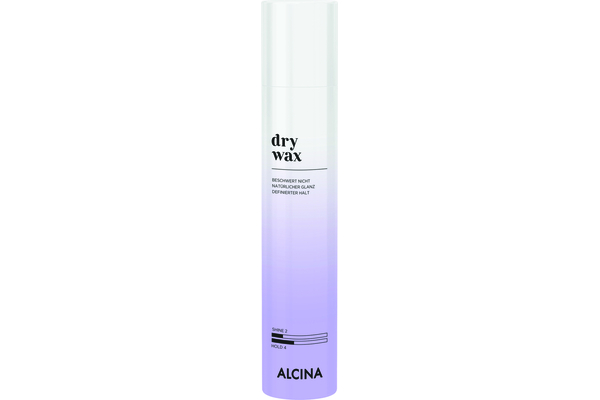 dry
wax
BESCHWERT NICHT
NATÜRLICHER GLANZ
DEFINIERTER HALT
SHINE 2
HOLD 4
ALCINA